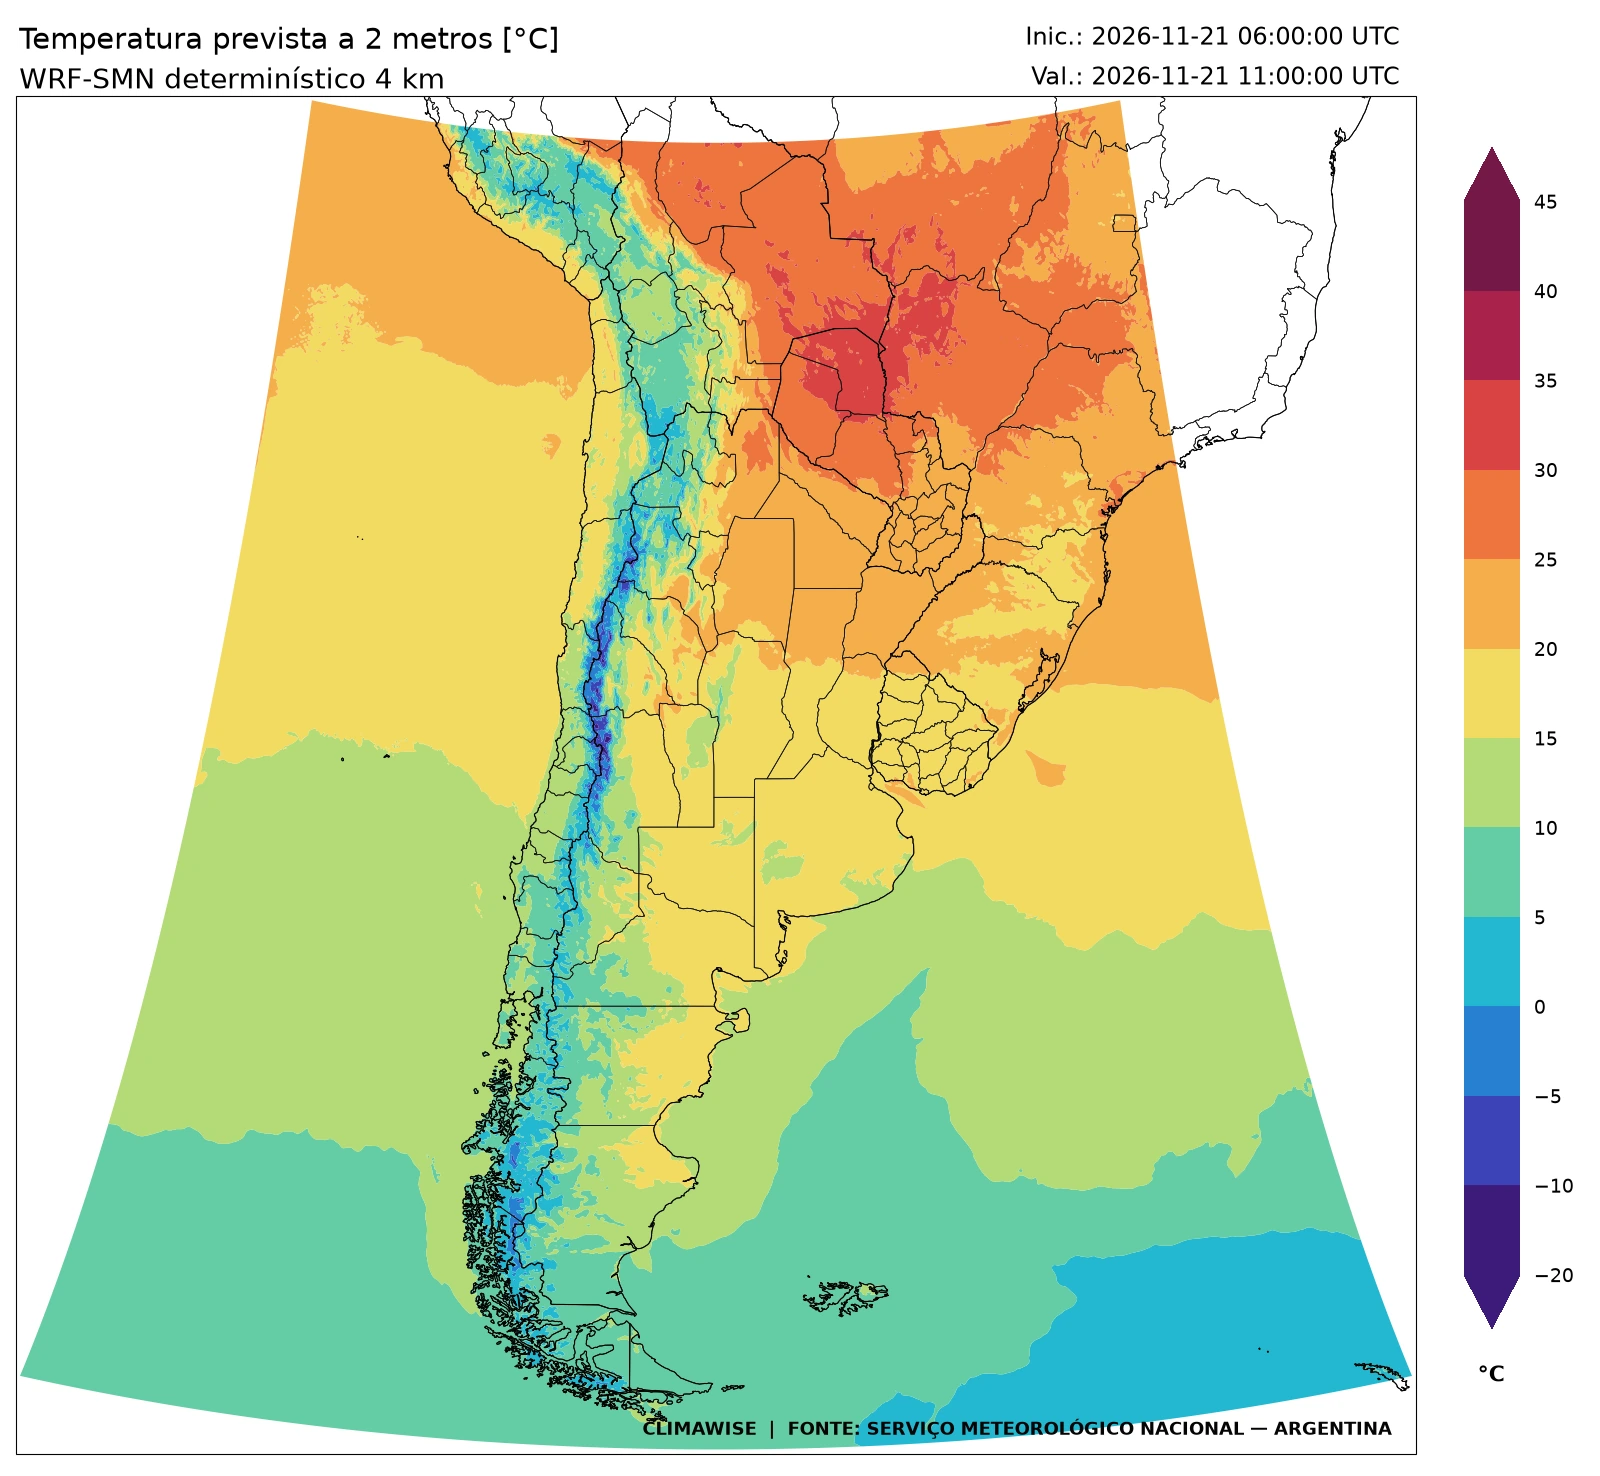 Temperatura prevista a 2 metros [°C]
WRF-SMN determinístico 4 km
Inic.: 2026-11-21 06:00:00 UTC
Val.: 2026-11-21 11:00:00 UTC
45
40
35
30
25
20
15
10
5
0
−5
−10
−20
°C
CLIMAWISE | FONTE: SERVIÇO METEOROLÓGICO NACIONAL — ARGENTINA